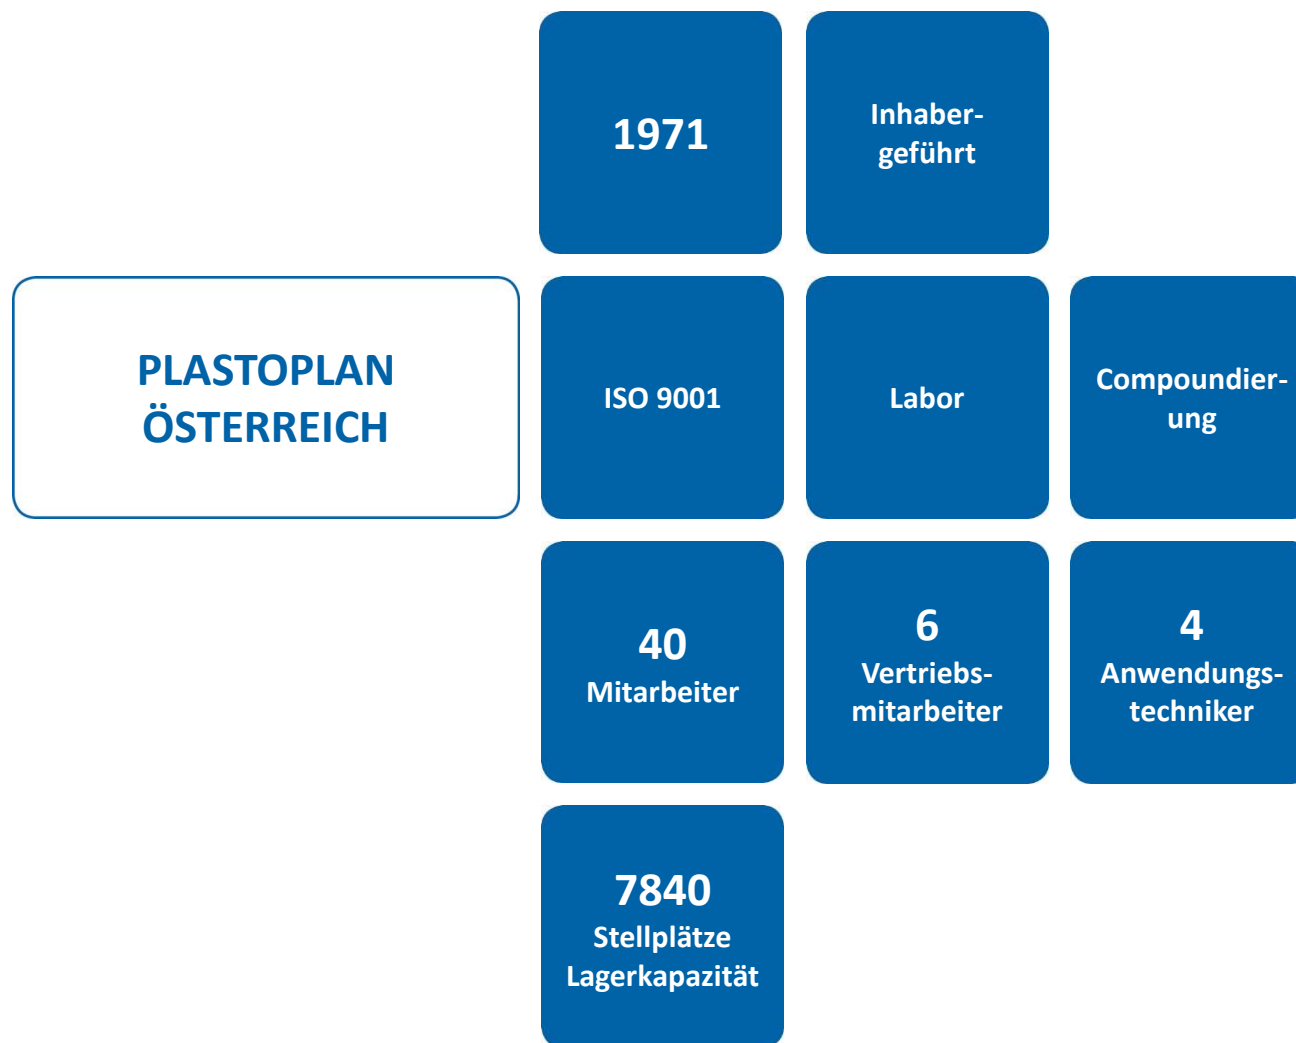 1971
Inhaber-
geführt
PLASTOPLAN
ÖSTERREICH
ISO 9001
Labor
Compoundier-
ung
40
Mitarbeiter
6
Vertriebs-
mitarbeiter
4
Anwendungs-
techniker
7840
Stellplätze
Lagerkapazität